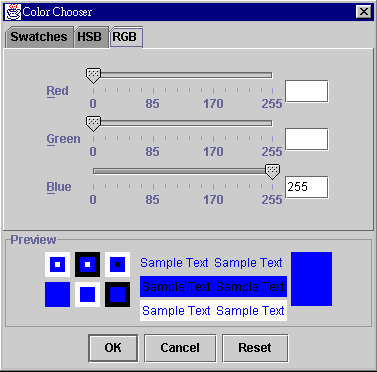 Color Chooser
Swatches HSB RGB
Red
0 85 170 255
Green
0 85 170 255
Blue 255
0 85 170 255
Preview
Sample Text Sample Text
Sample Text Sample Text
Sample Text Sample Text
OK Cancel Reset